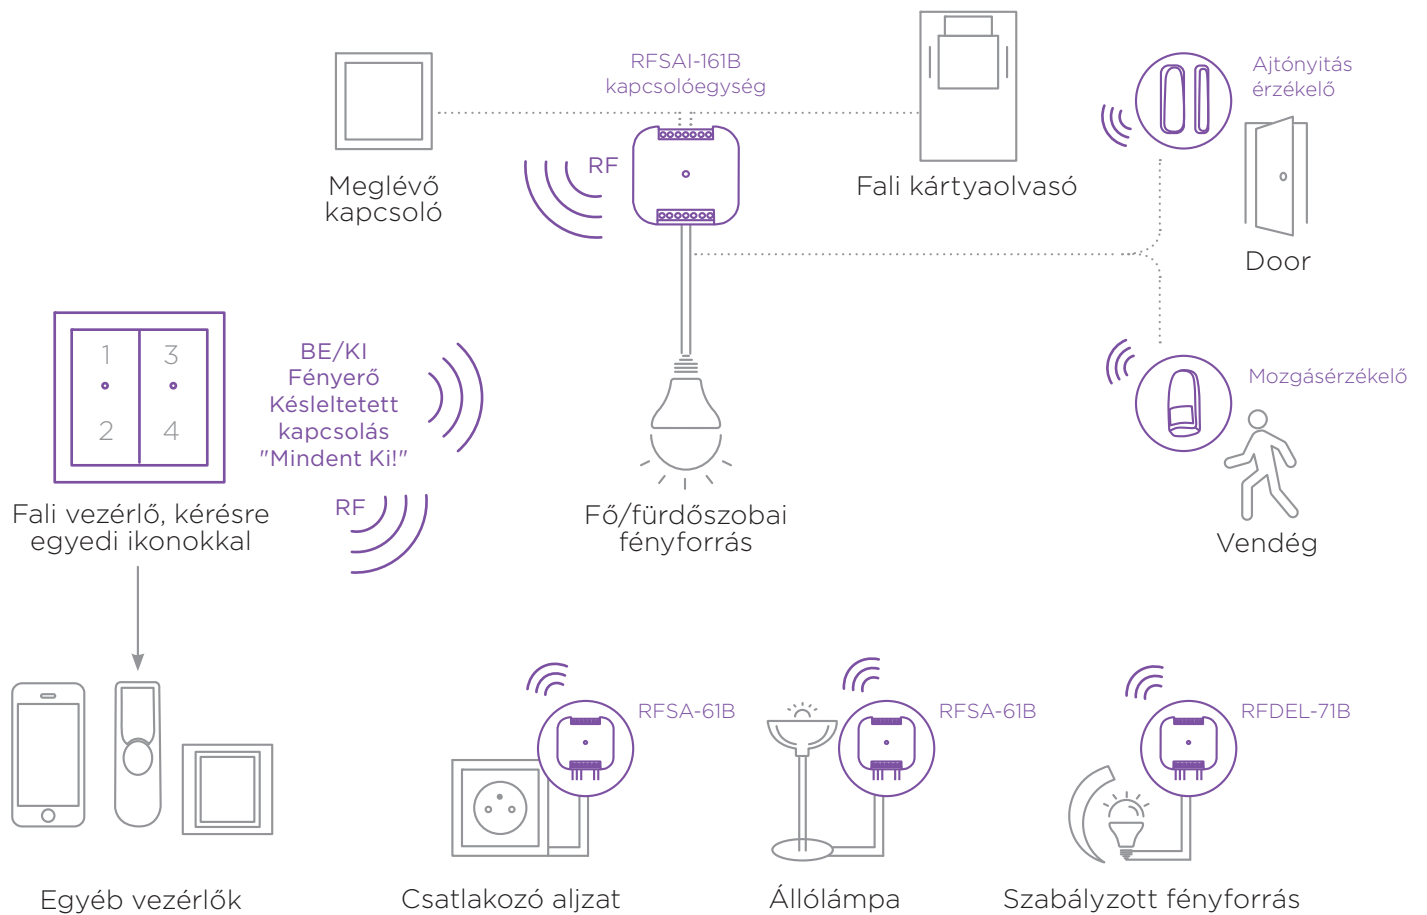 RFSAI-161B
kapcsolóegység
Ajtónyitás
érzékelő
RF
Meglévő
kapcsoló
Fali kártyaolvasó
Door
1
3
2
4
BE/KI
Fényerő
Késleltetett
kapcsolás
"Mindent Ki!"
RF
Mozgásérzékelő
Fali vezérlő, kérésre
egyedi ikonokkal
Fő/fürdőszobai
fényforrás
Vendég
RFSA-61B
RFSA-61B
RFDEL-71B
Egyéb vezérlők
Csatlakozó aljzat
Állólámpa
Szabályzott fényforrás